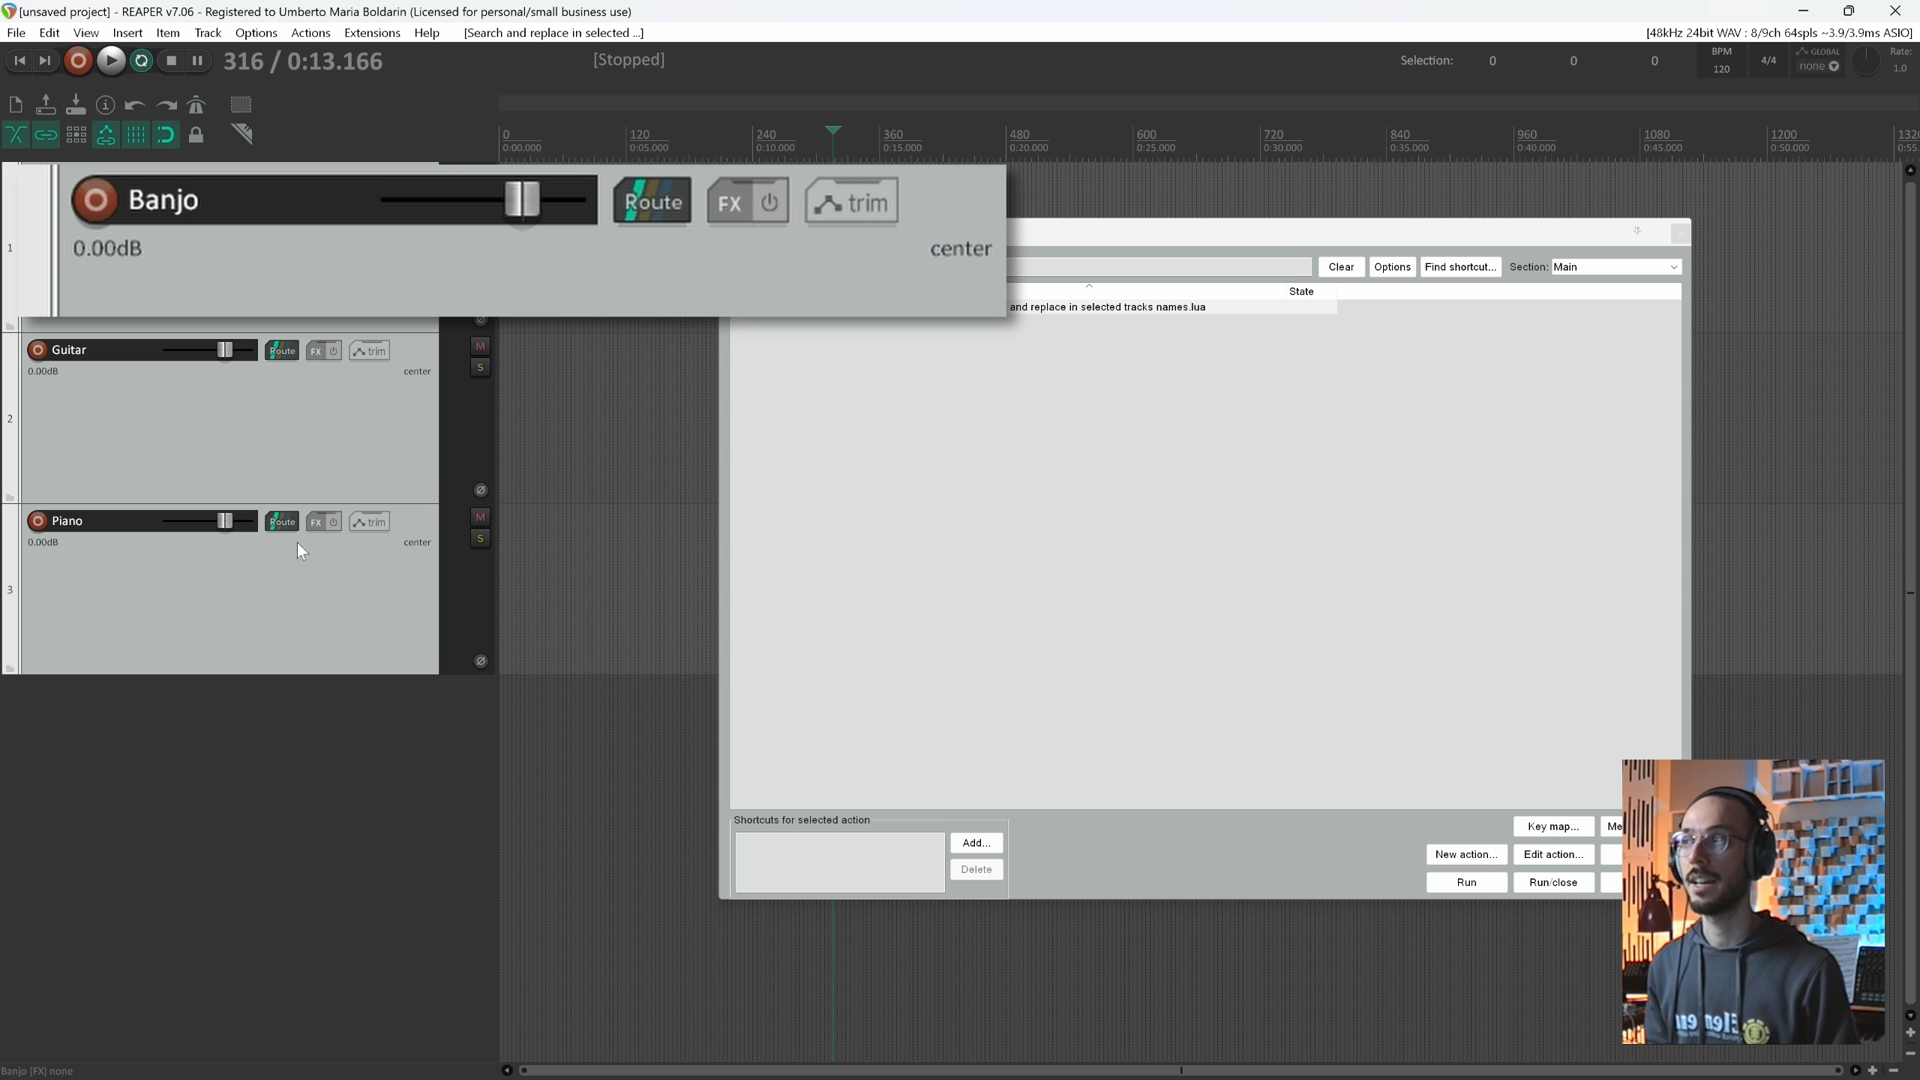 [unsaved project] - REAPER v7.06 - Registered to Umberto Maria Boldarin (Licensed for personal/small business use)
File Edit View Insert Item Track Options Actions Extensions Help [Search and replace in selected ...]
[48kHz 24bit WAV : 8/9ch 64spls ~3.9/3.9ms ASIO]
316 / 0:13.166
[Stopped]
Selection: 0 0 0
BPM
120
4/4
GLOBAL
none
Rate:
1.0
0 120 240 360 480 600 720 840 960 1080 1200 132
0:00.000 0:05.000 0:10.000 0:15.000 0:20.000 0:25.000 0:30.000 0:35.000 0:40.000 0:45.000 0:50.000 0:55.
1
Banjo Route FX trim
0.00dB center
2
Guitar Route FX trim M
0.00dB center S
3
Piano Route FX trim M
0.00dB center S
Clear Options Find shortcut... Section: Main
State
and replace in selected tracks names.lua
Shortcuts for selected action
Add...
Delete
Key map... Me
New action... Edit action...
Run Run/close
Banjo [FX] none